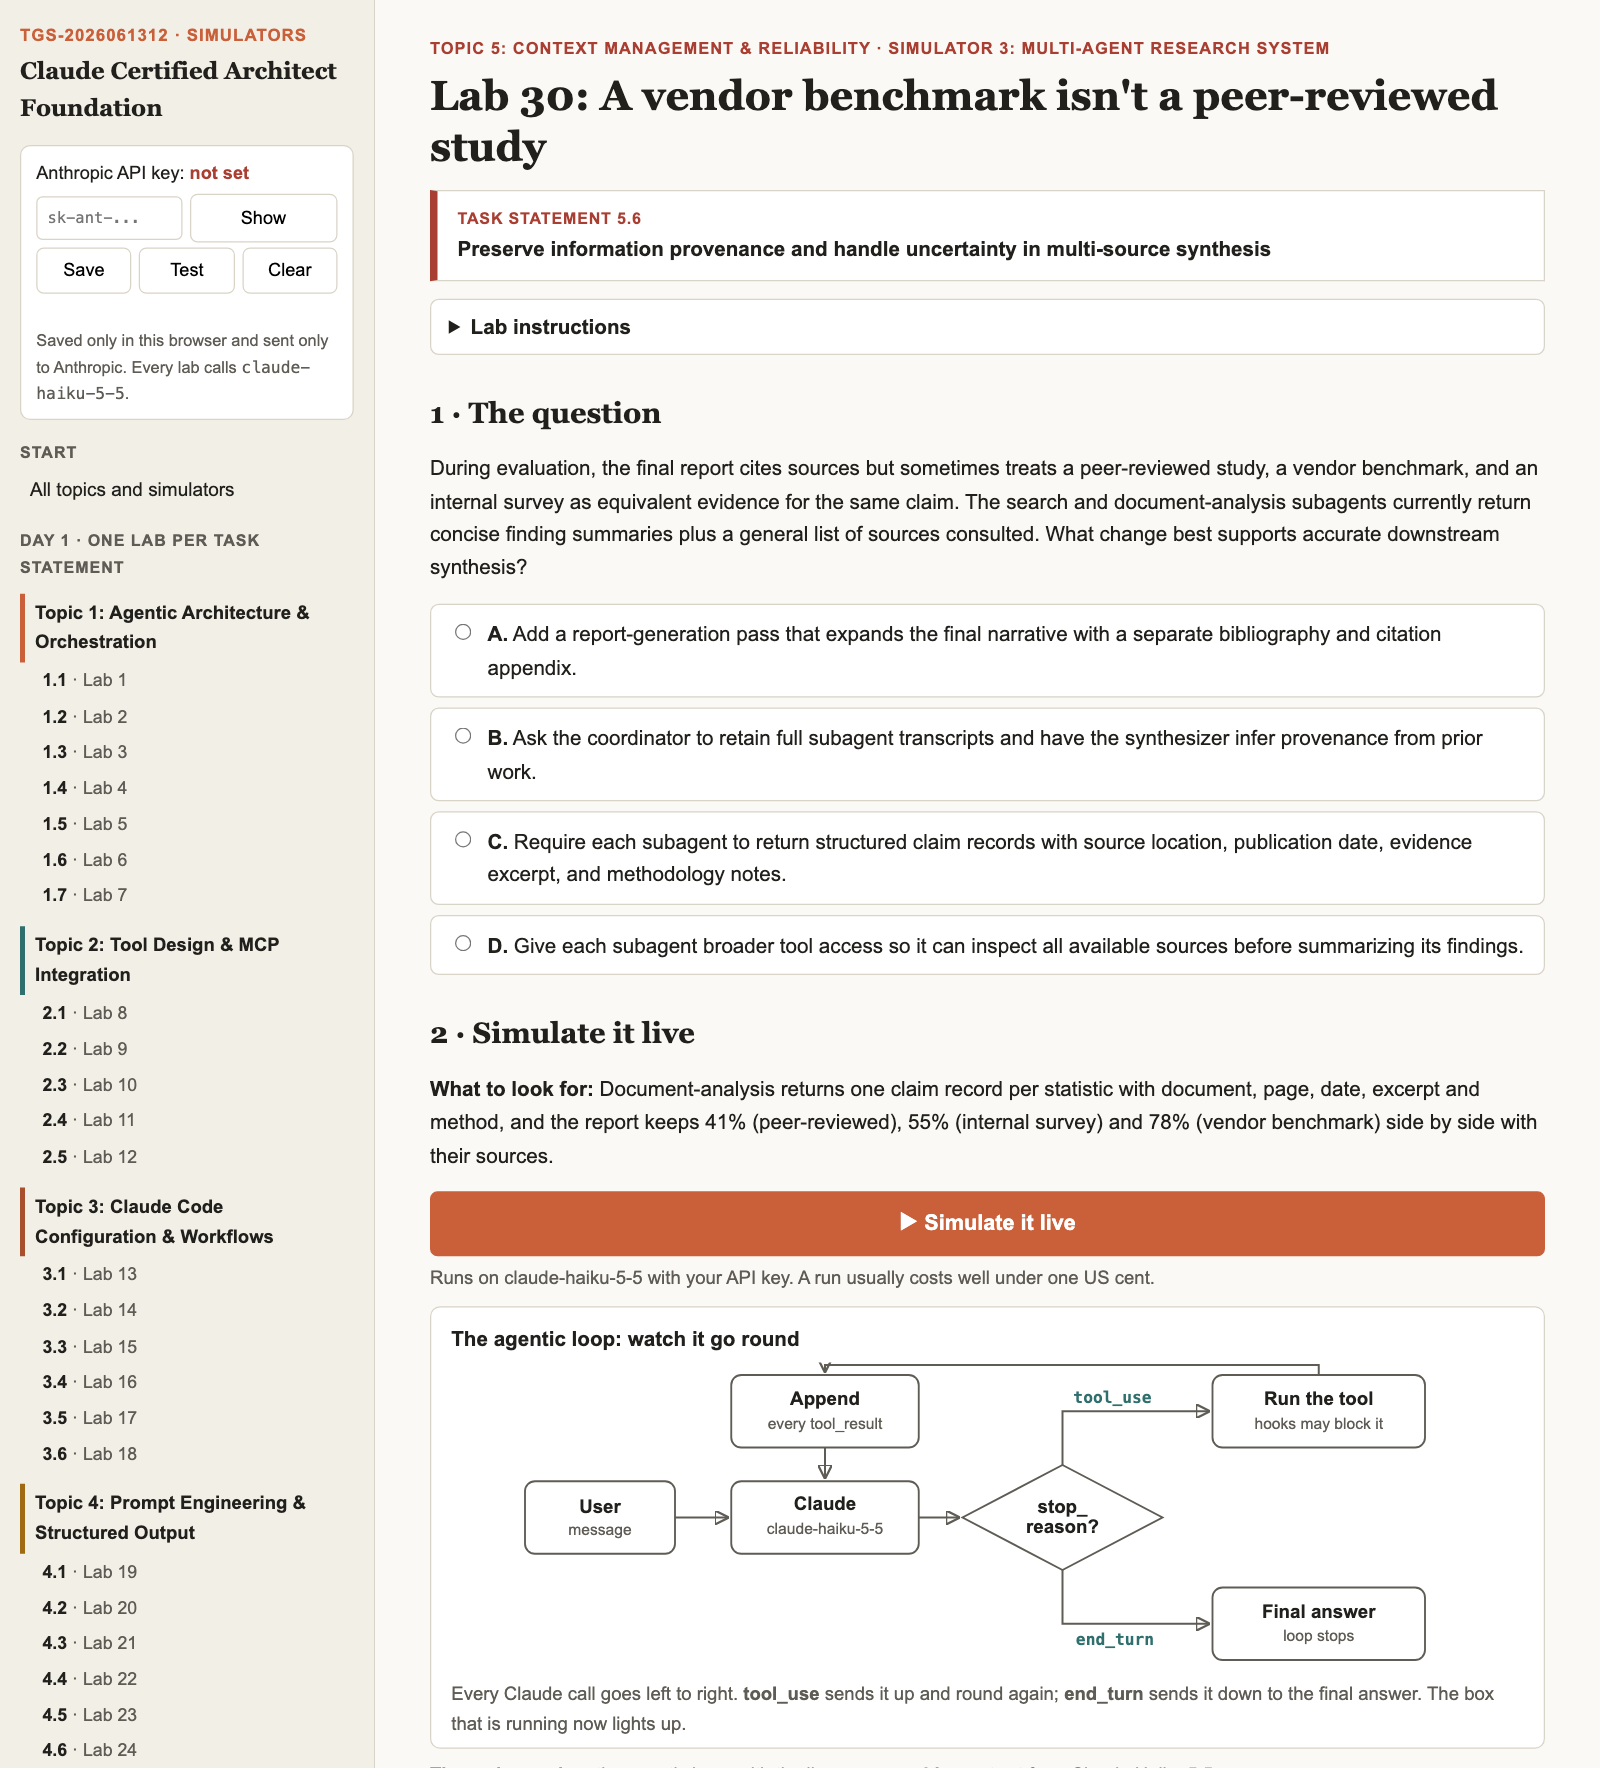 TGS-2026061312 · SIMULATORS
Claude Certified Architect
Foundation
Anthropic API key: not set
sk-ant-...
Show
Save
Test
Clear
Saved only in this browser and sent only
to Anthropic. Every lab calls claude-
haiku-5-5.
START
All topics and simulators
DAY 1 · ONE LAB PER TASK
STATEMENT
Topic 1: Agentic Architecture &
Orchestration
1.1 · Lab 1
1.2 · Lab 2
1.3 · Lab 3
1.4 · Lab 4
1.5 · Lab 5
1.6 · Lab 6
1.7 · Lab 7
Topic 2: Tool Design & MCP
Integration
2.1 · Lab 8
2.2 · Lab 9
2.3 · Lab 10
2.4 · Lab 11
2.5 · Lab 12
Topic 3: Claude Code
Configuration & Workflows
3.1 · Lab 13
3.2 · Lab 14
3.3 · Lab 15
3.4 · Lab 16
3.5 · Lab 17
3.6 · Lab 18
Topic 4: Prompt Engineering &
Structured Output
4.1 · Lab 19
4.2 · Lab 20
4.3 · Lab 21
4.4 · Lab 22
4.5 · Lab 23
4.6 · Lab 24
TOPIC 5: CONTEXT MANAGEMENT & RELIABILITY · SIMULATOR 3: MULTI-AGENT RESEARCH SYSTEM
Lab 30: A vendor benchmark isn't a peer-reviewed
study
TASK STATEMENT 5.6
Preserve information provenance and handle uncertainty in multi-source synthesis
▶ Lab instructions
1 · The question
During evaluation, the final report cites sources but sometimes treats a peer-reviewed study, a vendor benchmark, and an
internal survey as equivalent evidence for the same claim. The search and document-analysis subagents currently return
concise finding summaries plus a general list of sources consulted. What change best supports accurate downstream
synthesis?
A. Add a report-generation pass that expands the final narrative with a separate bibliography and citation
appendix.
B. Ask the coordinator to retain full subagent transcripts and have the synthesizer infer provenance from prior
work.
C. Require each subagent to return structured claim records with source location, publication date, evidence
excerpt, and methodology notes.
D. Give each subagent broader tool access so it can inspect all available sources before summarizing its findings.
2 · Simulate it live
What to look for: Document-analysis returns one claim record per statistic with document, page, date, excerpt and
method, and the report keeps 41% (peer-reviewed), 55% (internal survey) and 78% (vendor benchmark) side by side with
their sources.
▶ Simulate it live
Runs on claude-haiku-5-5 with your API key. A run usually costs well under one US cent.
The agentic loop: watch it go round
Append
every tool_result
tool_use
Run the tool
hooks may block it
User
message
Claude
claude-haiku-5-5
stop_
reason?
Final answer
loop stops
end_turn
Every Claude call goes left to right. tool_use sends it up and round again; end_turn sends it down to the final answer. The box
that is running now lights up.